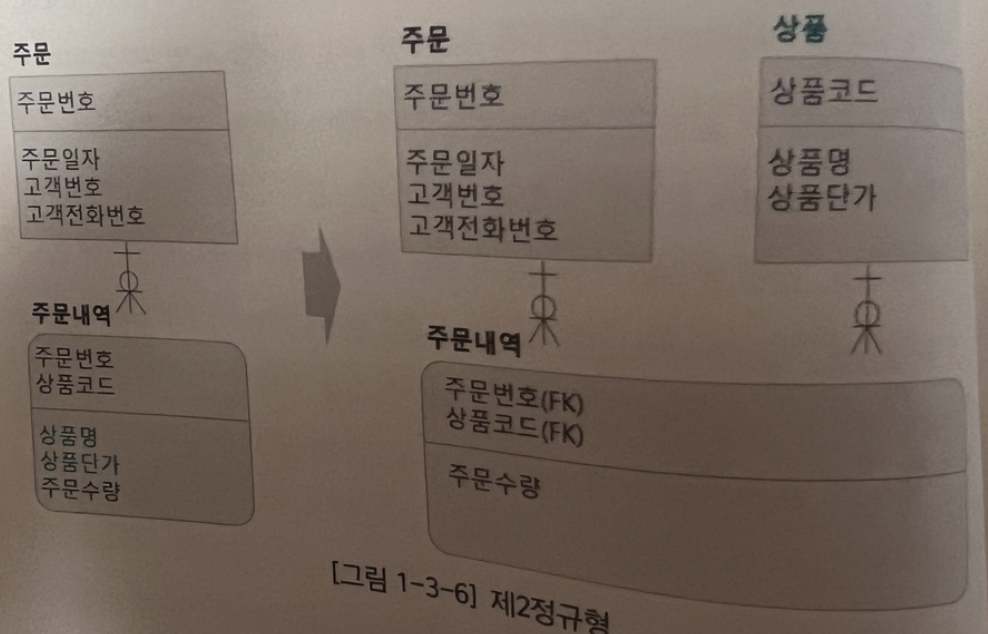 주문
주문번호
주문일자
고객번호
고객전화번호
주문내역
주문번호
상품코드
상품명
상품단가
주문수량
주문
주문번호
주문일자
고객번호
고객전화번호
상품
상품코드
상품명
상품단가
주문내역
주문번호(FK)
상품코드(FK)
주문수량
[그림 1-3-6] 제2정규형